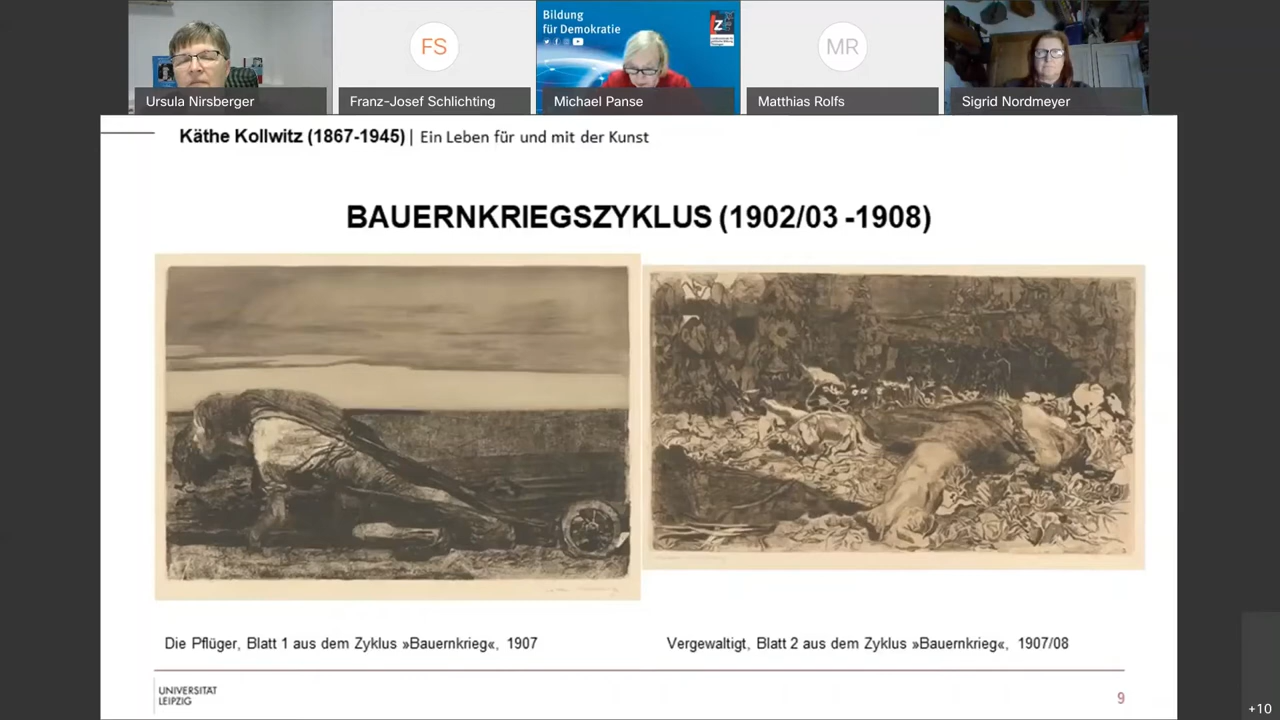 Bildung
für Demokratie
FS
MR
Ursula Nirsberger
Franz-Josef Schlichting
Michael Panse
Matthias Rolfs
Sigrid Nordmeyer
Käthe Kollwitz (1867-1945) | Ein Leben für und mit der Kunst
BAUERNKRIEGSZYKLUS (1902/03 -1908)
Die Pflüger, Blatt 1 aus dem Zyklus »Bauernkrieg«, 1907
Vergewaltigt, Blatt 2 aus dem Zyklus »Bauernkrieg«, 1907/08
UNIVERSITÄT
LEIPZIG
9
+10